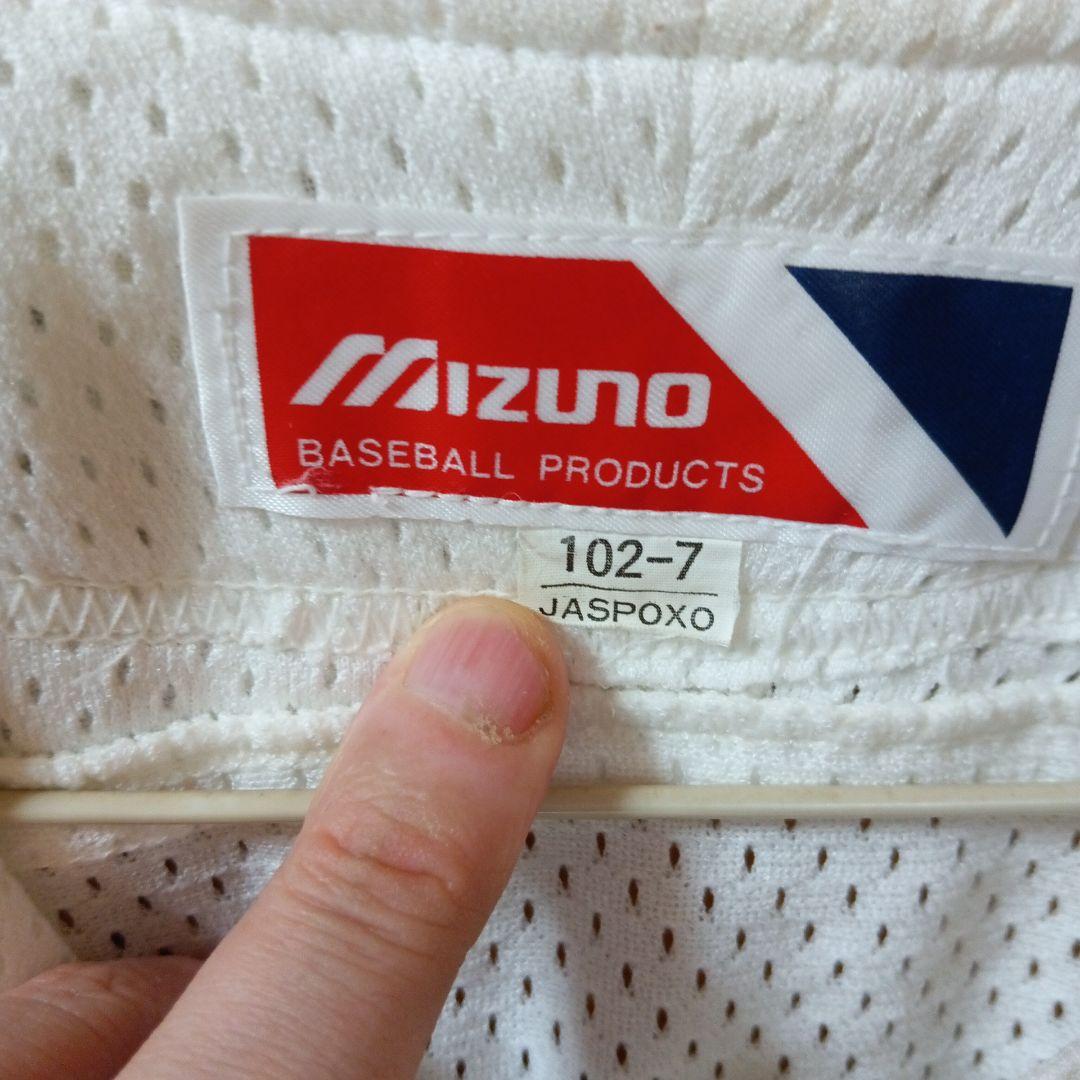 MIZUNO
BASEBALL PRODUCTS
102-7
JASPOXO